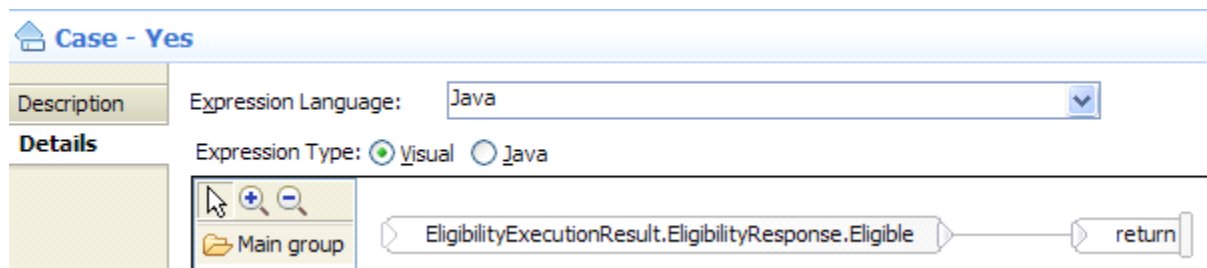 Case - Yes
Description
Expression Language: Java
Details
Expression Type: Visual Java
Main group
EligibilityExecutionResult.EligibilityResponse.Eligible return